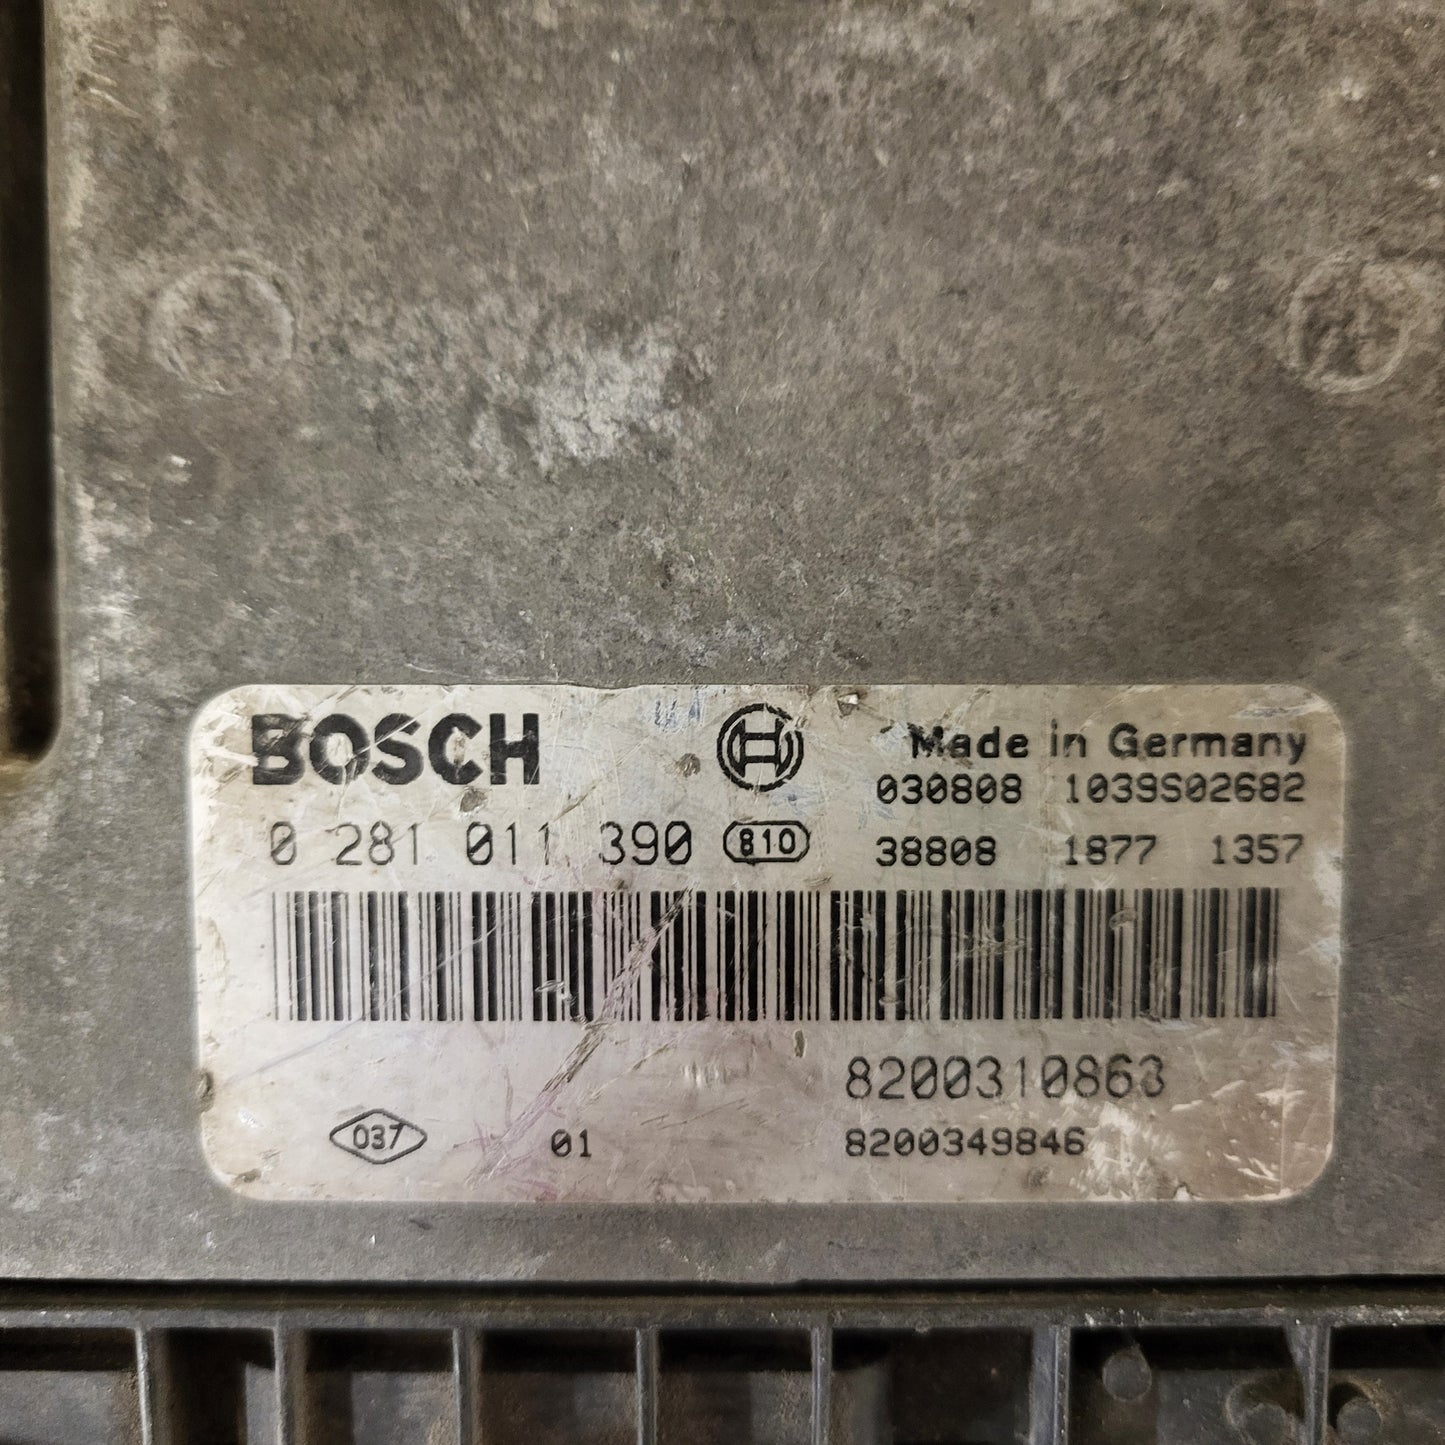 BOSCH
Made in Germany
030808 1039S02682
0 281 011 390 810
38808 1877 1357
8200310863
037 01 8200349846